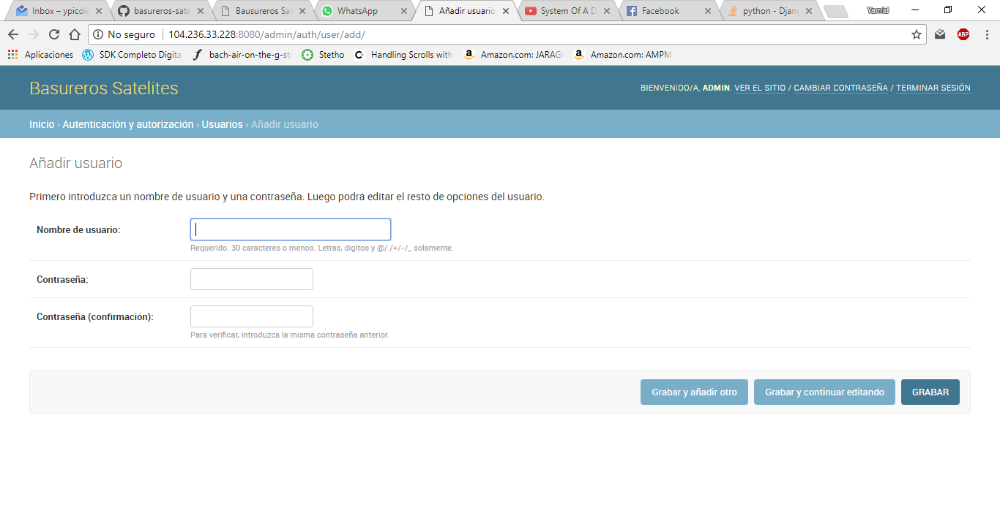 Inbox – ypicole
basureros-sate
Bausureros Sat
WhatsApp
Añadir usuario
System Of A D
Facebook
python - Djang
Yamid
No seguro
104.236.33.228:8080/admin/auth/user/add/
ABP
Aplicaciones
SDK Completo Digita
bach-air-on-the-g-str
Stetho
Handling Scrolls with
Amazon.com: JARAGA
Amazon.com: AMPM
Basureros Satelites
BIENVENIDO/A, ADMIN. VER EL SITIO / CAMBIAR CONTRASEÑA / TERMINAR SESIÓN
Inicio › Autenticación y autorización › Usuarios › Añadir usuario
Añadir usuario
Primero introduzca un nombre de usuario y una contraseña. Luego podrá editar el resto de opciones del usuario.
Nombre de usuario:
Requerido. 30 caracteres o menos. Letras, dígitos y @/./+/-/_ solamente.
Contraseña:
Contraseña (confirmación):
Para verificar, introduzca la misma contraseña anterior.
Grabar y añadir otro
Grabar y continuar editando
GRABAR